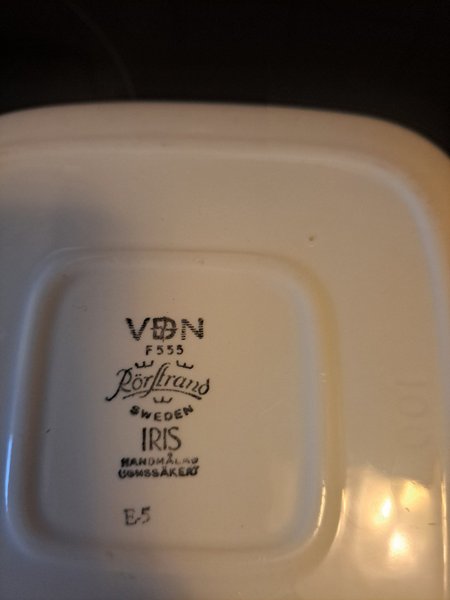 VDN
F555
Rörstrand
SWEDEN
IRIS
HANDMÅLAD
UGNSSÄKERT
E-5